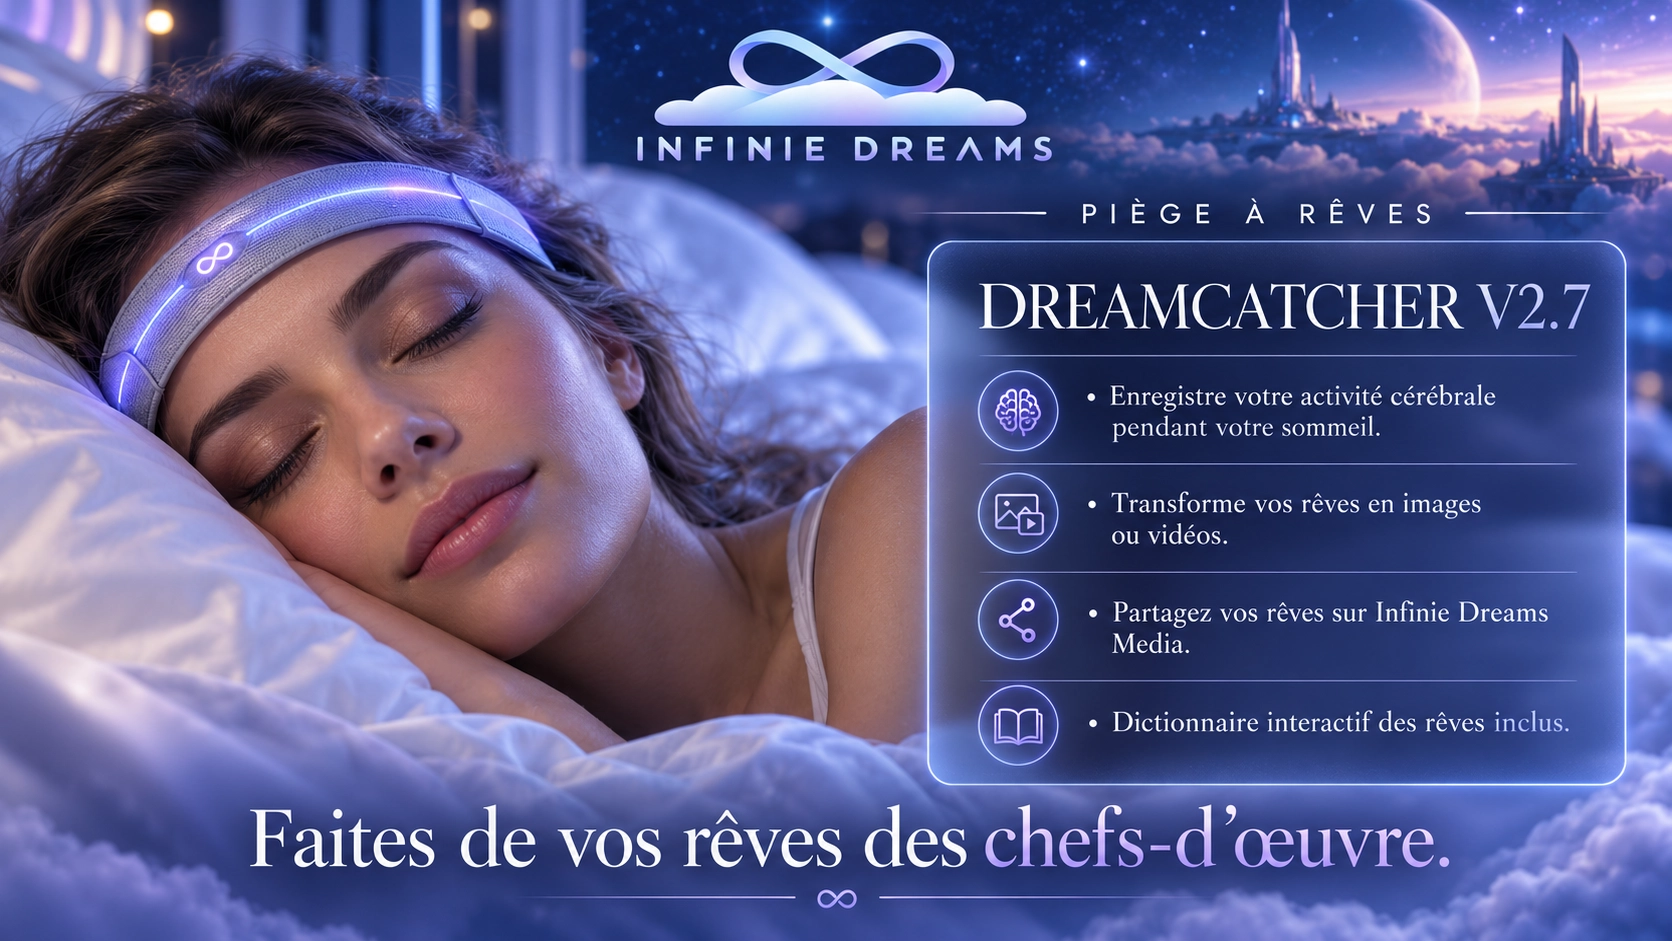 INFINIE DREAMS
PIÈGE À RÊVES
DREAMCATCHER V2.7
• Enregistre votre activité cérébrale
pendant votre sommeil.
• Transforme vos rêves en images
ou vidéos.
• Partagez vos rêves sur Infinie Dreams
Media.
• Dictionnaire interactif des rêves inclus.
Faites de vos rêves des chefs-d’œuvre.